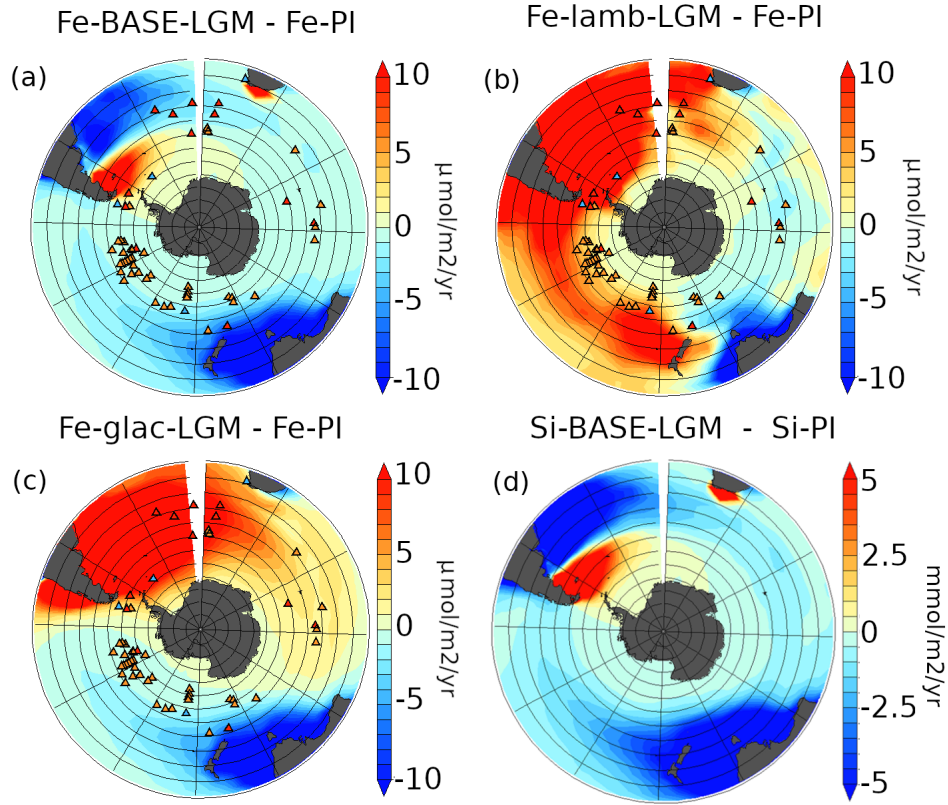 Fe-BASE-LGM - Fe-PI
Fe-lamb-LGM - Fe-PI
(a)
10
5
0
-5
-10
μmol/m2/yr
(b)
10
5
0
-5
-10
μmol/m2/yr
Fe-glac-LGM - Fe-PI
Si-BASE-LGM - Si-PI
(c)
10
5
0
-5
-10
μmol/m2/yr
(d)
5
2.5
0
-2.5
-5
mmol/m2/yr